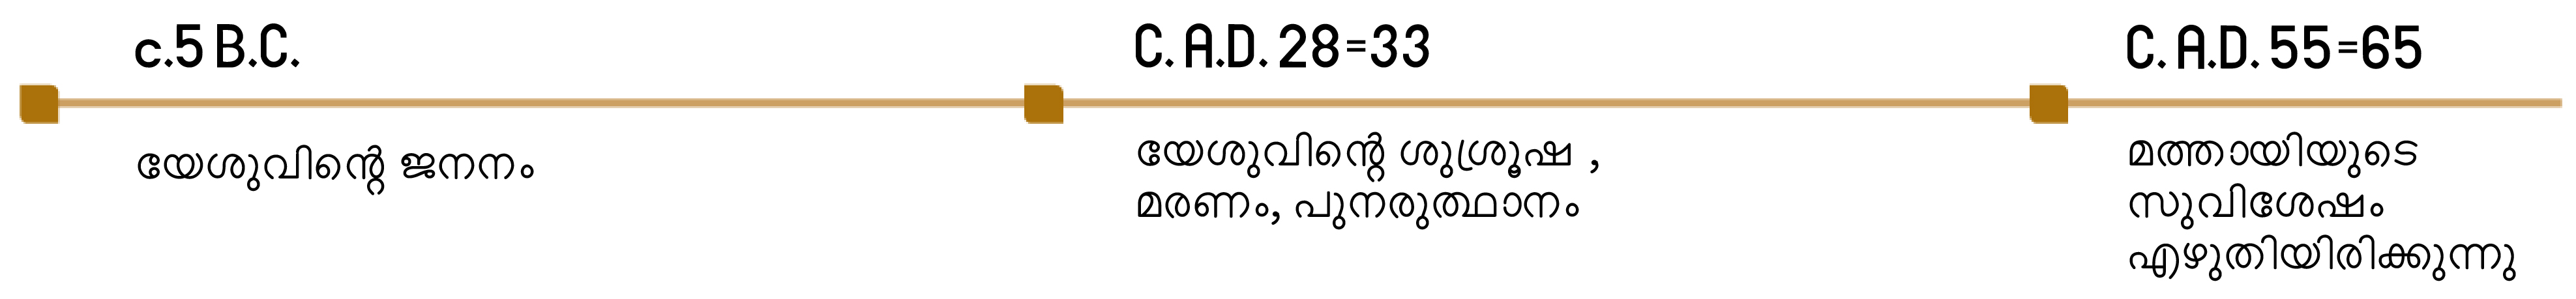 c.5 B.C.
യേശുവിന്റെ ജനനം
C. A.D. 28=33
യേശുവിന്റെ ശുശ്രൂഷ ,
മരണം, പുനരുത്ഥാനം
C. A.D. 55=65
മത്തായിയുടെ
സുവിശേഷം
എഴുതിയിരിക്കുന്നു